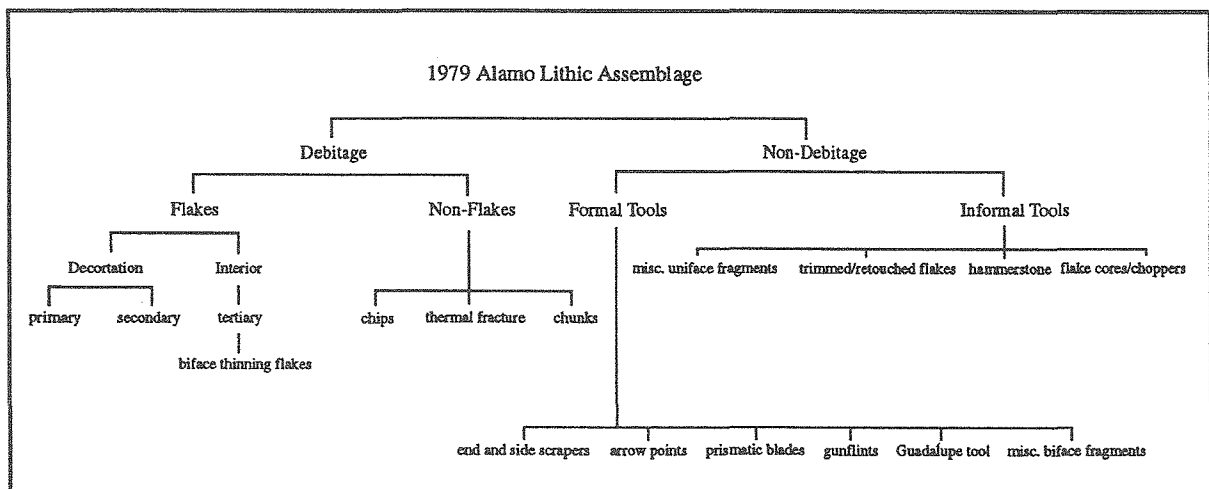 1979 Alamo Lithic Assemblage
Debitage Non-Debitage
Flakes Non-Flakes Formal Tools Informal Tools
Decortation Interior misc. uniface fragments trimmed/retouched flakes hammerstone flake cores/choppers
primary secondary tertiary chips thermal fracture chunks
biface thinning flakes
end and side scrapers arrow points prismatic blades gunflints Guadalupe tool misc. biface fragments